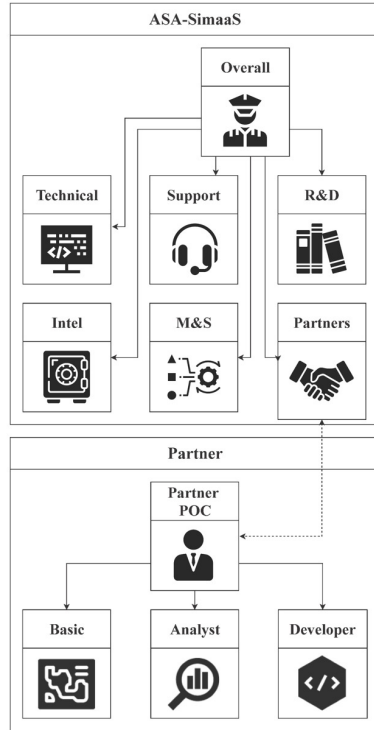 ASA-SimaaS
Overall
Technical
Support
R&D
</>
Intel
M&S
Partners
Partner
Partner
POC
Basic
Analyst
Developer
</>